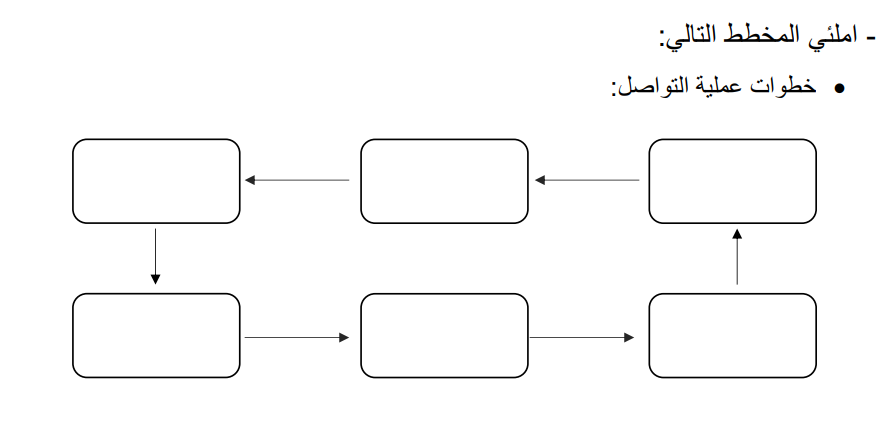 - املئي المخطط التالي:
• خطوات عملية التواصل: